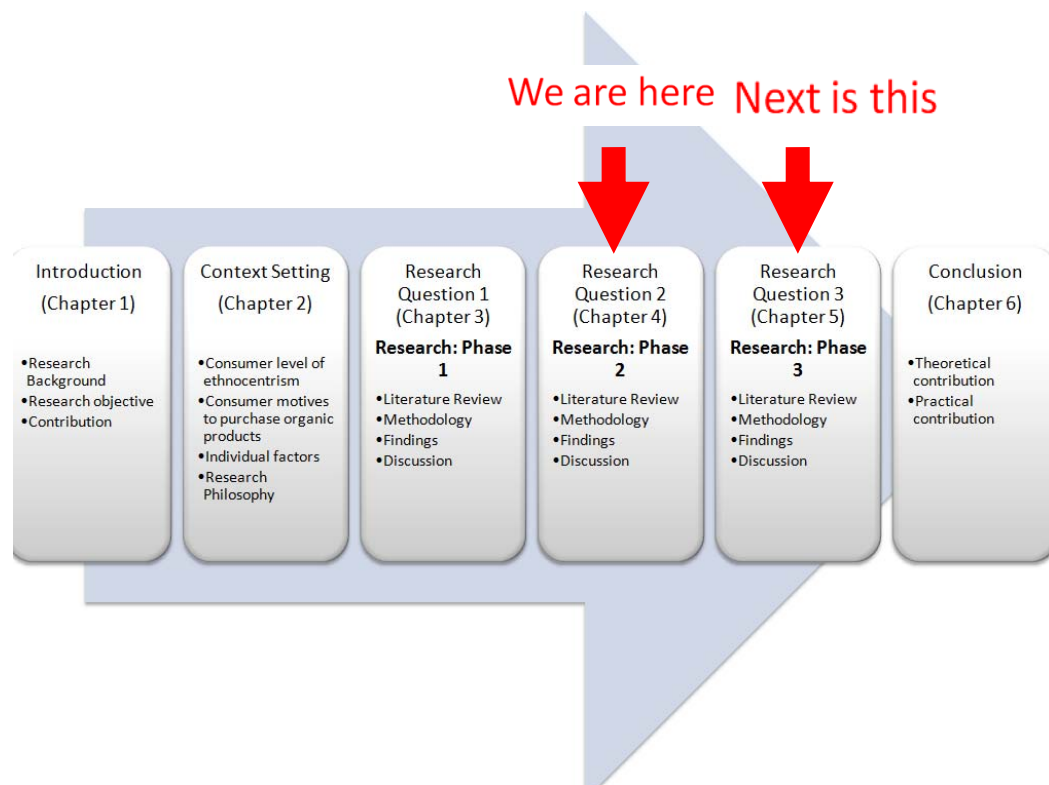 We are here
Next is this
Introduction
(Chapter 1)
•Research
Background
•Research objective
•Contribution
Context Setting
(Chapter 2)
•Consumer level of
ethnocentrism
•Consumer motives
to purchase organic
products
•Individual factors
•Research
Philosophy
Research
Question 1
(Chapter 3)
Research: Phase
1
•Literature Review
•Methodology
•Findings
•Discussion
Research
Question 2
(Chapter 4)
Research: Phase
2
•Literature Review
•Methodology
•Findings
•Discussion
Research
Question 3
(Chapter 5)
Research: Phase
3
•Literature Review
•Methodology
•Findings
•Discussion
Conclusion
(Chapter 6)
•Theoretical
contribution
•Practical
contribution